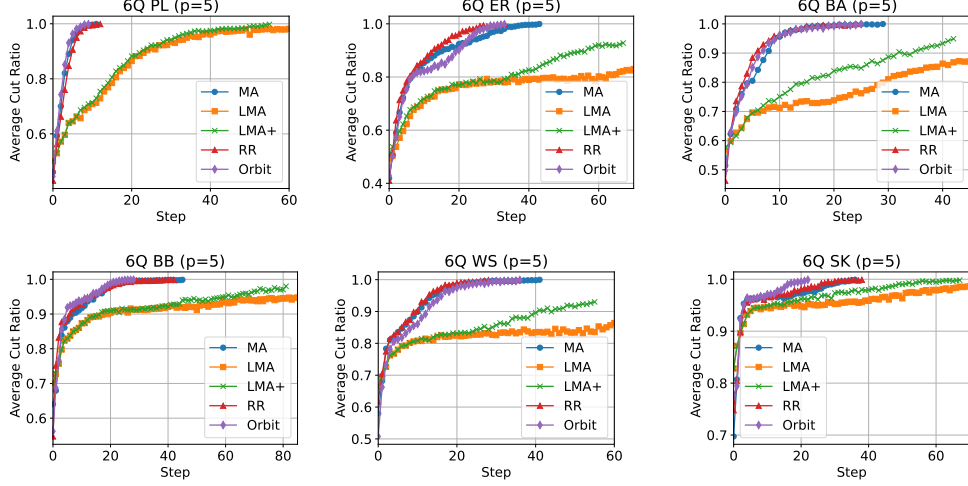 6Q PL (p=5)
Average Cut Ratio
1.0
0.8
0.6
0
20
40
60
Step
MA
LMA
LMA+
RR
Orbit
6Q ER (p=5)
Average Cut Ratio
1.0
0.8
0.6
0.4
0
20
40
60
Step
MA
LMA
LMA+
RR
Orbit
6Q BA (p=5)
Average Cut Ratio
1.0
0.9
0.8
0.7
0.6
0.5
0
10
20
30
40
Step
MA
LMA
LMA+
RR
Orbit
6Q BB (p=5)
Average Cut Ratio
1.0
0.9
0.8
0.7
0.6
0
20
40
60
80
Step
MA
LMA
LMA+
RR
Orbit
6Q WS (p=5)
Average Cut Ratio
1.0
0.9
0.8
0.7
0.6
0.5
0
20
40
60
Step
MA
LMA
LMA+
RR
Orbit
6Q SK (p=5)
Average Cut Ratio
1.0
0.9
0.8
0.7
0
20
40
60
Step
MA
LMA
LMA+
RR
Orbit